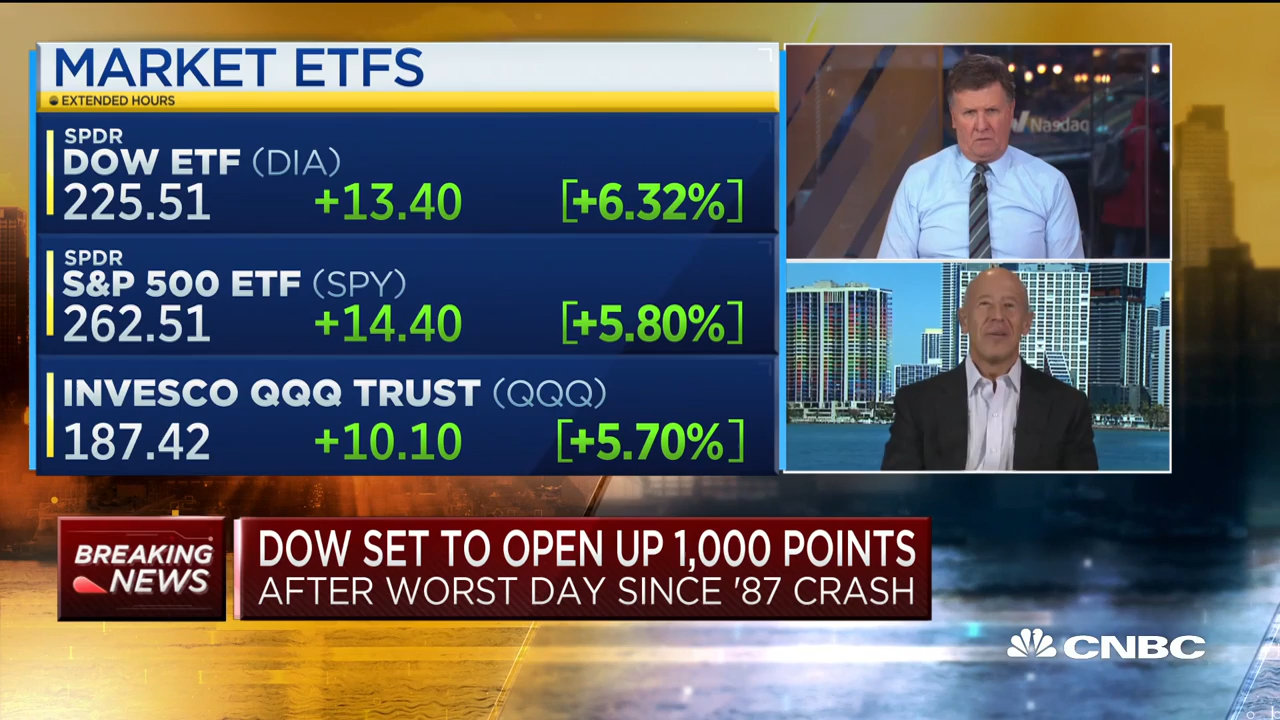 MARKET ETFS
EXTENDED HOURS
SPDR
DOW ETF (DIA)
225.51 +13.40 [+6.32%]
SPDR
S&P 500 ETF (SPY)
262.51 +14.40 [+5.80%]
INVESCO QQQ TRUST (QQQ)
187.42 +10.10 [+5.70%]
Nasdaq
BREAKING
NEWS
DOW SET TO OPEN UP 1,000 POINTS
AFTER WORST DAY SINCE '87 CRASH
CNBC